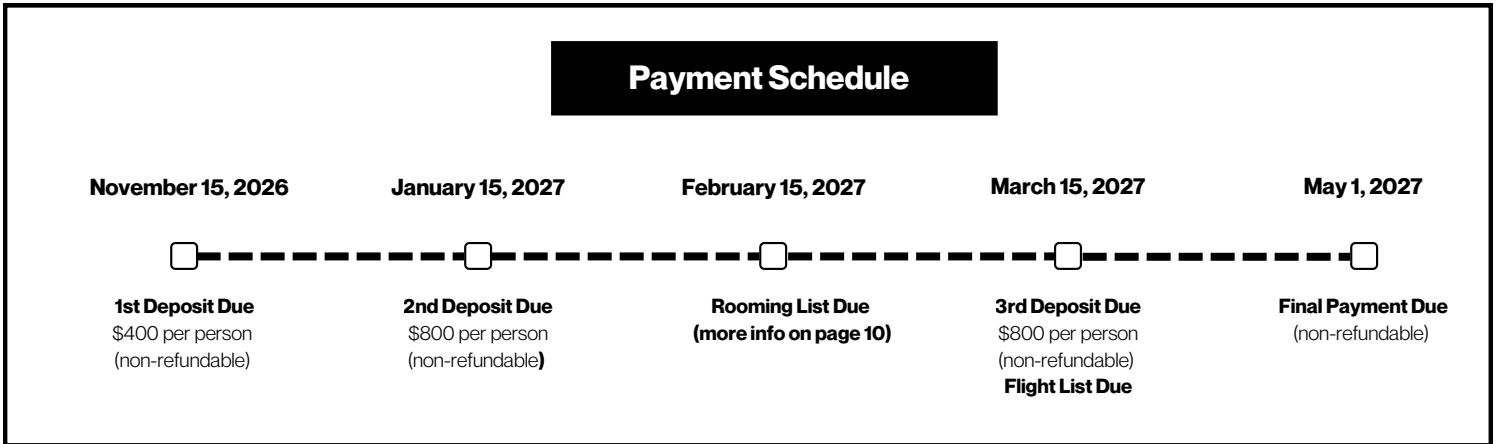 Payment Schedule
November 15, 2026
January 15, 2027
February 15, 2027
March 15, 2027
May 1, 2027
1st Deposit Due
$400 per person
(non-refundable)
2nd Deposit Due
$800 per person
(non-refundable)
Rooming List Due
(more info on page 10)
3rd Deposit Due
$800 per person
(non-refundable)
Flight List Due
Final Payment Due
(non-refundable)